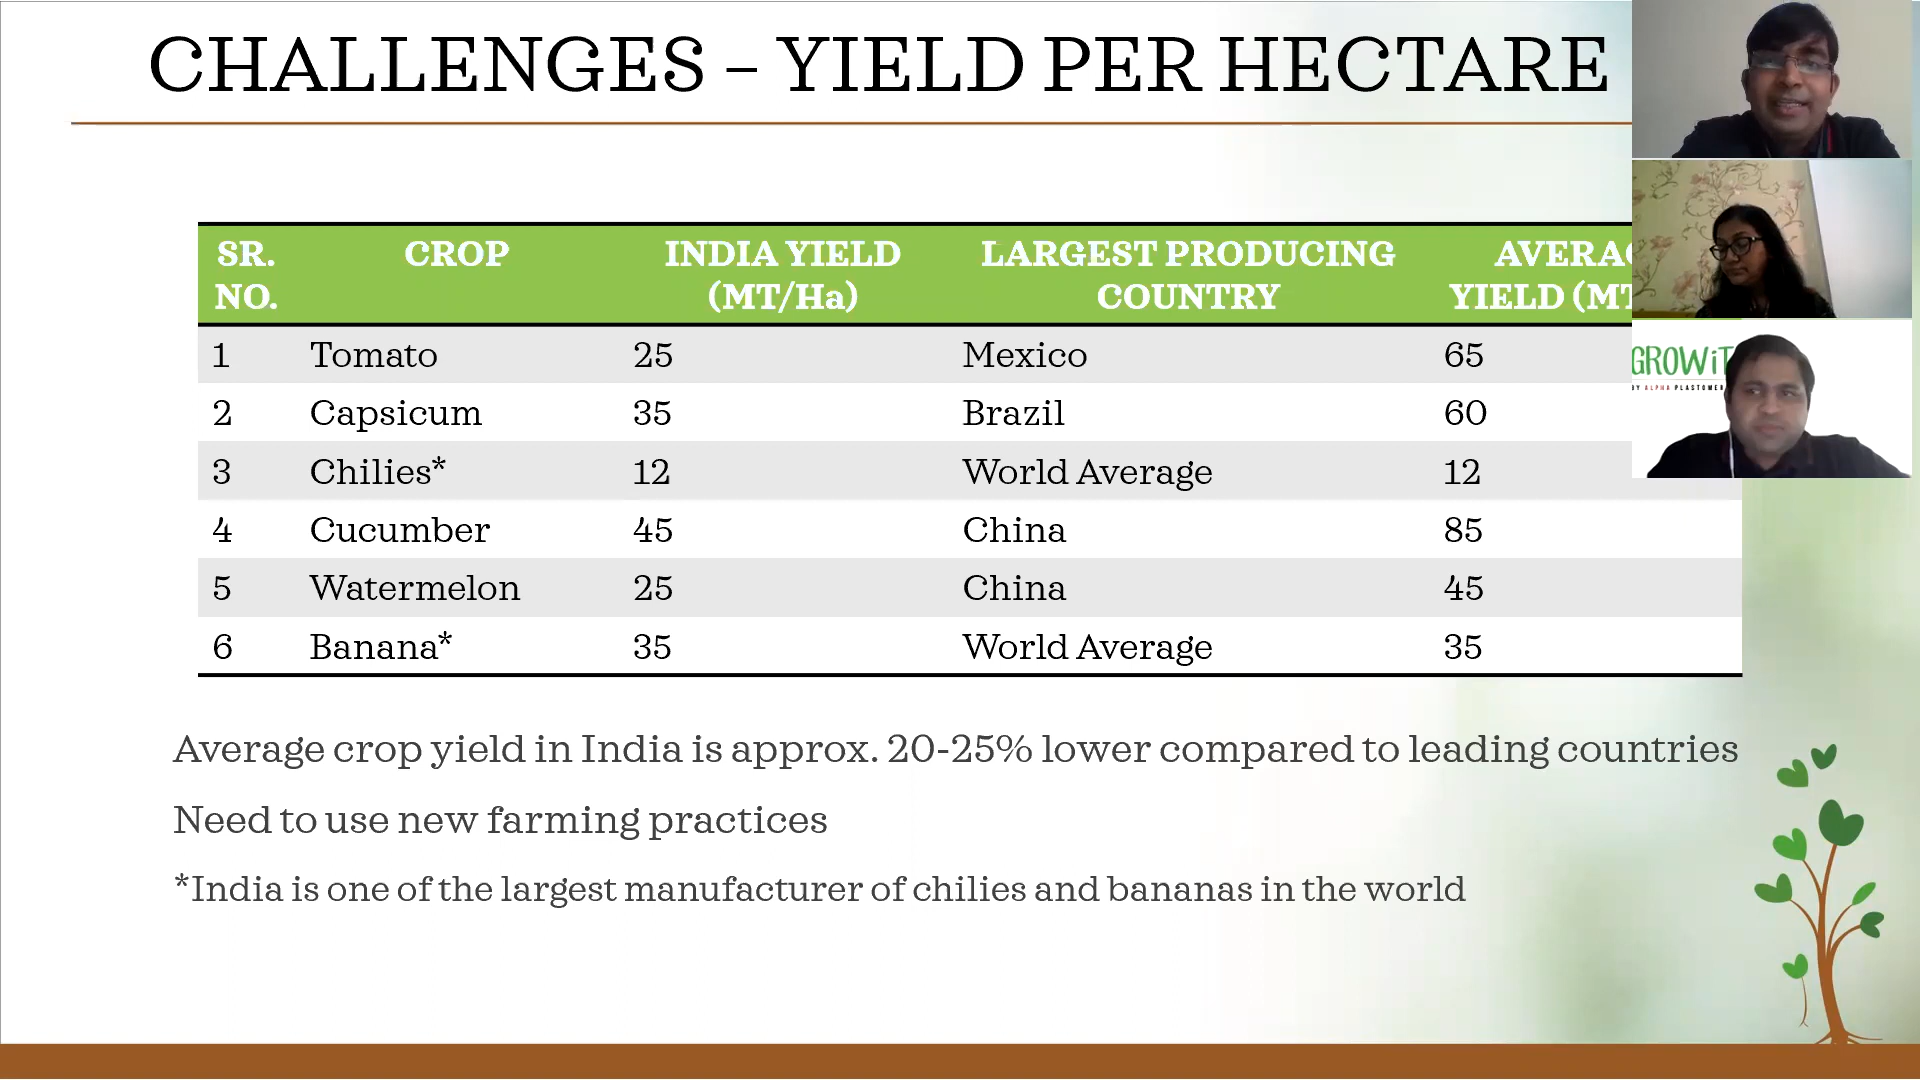 CHALLENGES – YIELD PER HECTARE
SR. NO. CROP INDIA YIELD (MT/Ha) LARGEST PRODUCING COUNTRY YIELD
1 Tomato 25 Mexico 65
2 Capsicum 35 Brazil 60
3 Chilies* 12 World Average 12
4 Cucumber 45 China 85
5 Watermelon 25 China 45
6 Banana* 35 World Average 35
Average crop yield in India is approx. 20-25% lower compared to leading countries
Need to use new farming practices
*India is one of the largest manufacturer of chilies and bananas in the world
GROWiT
BY ALPHA PLASTOMER